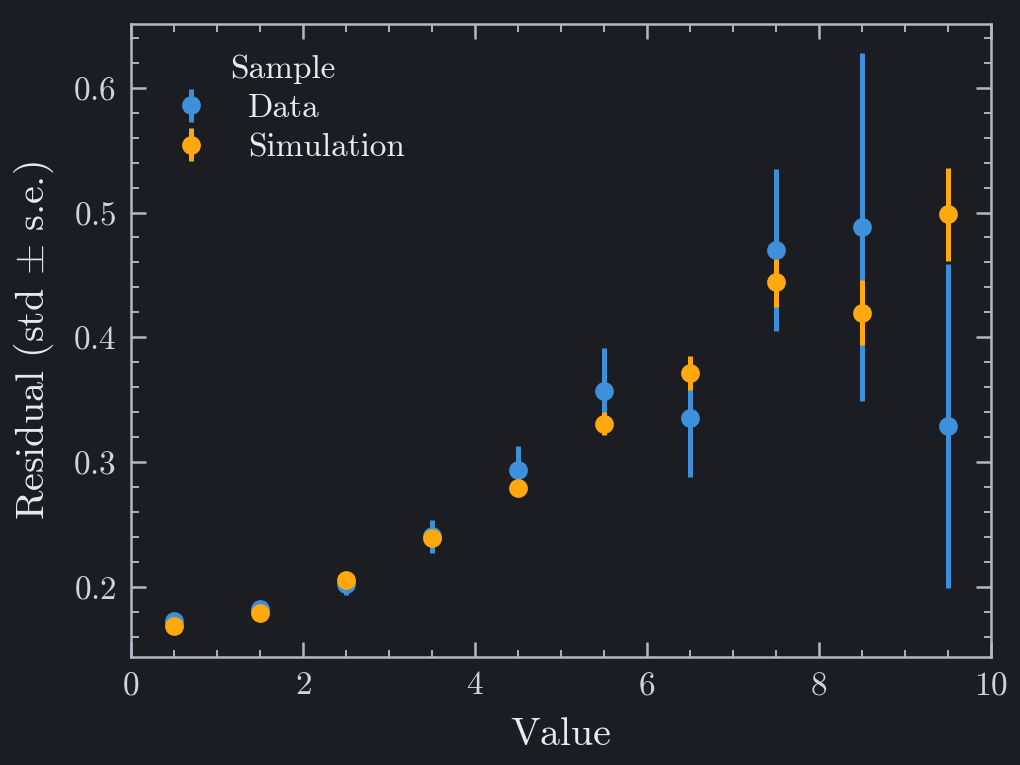 Sample
Data
Simulation
0.6
0.5
0.4
0.3
0.2
Residual (std ± s.e.)
0 2 4 6 8 10
Value